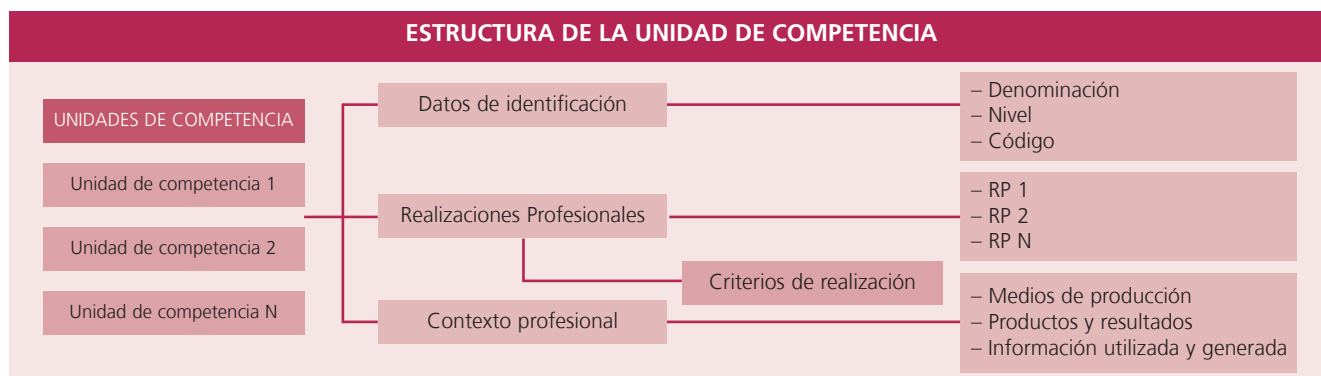 ESTRUCTURA DE LA UNIDAD DE COMPETENCIA
UNIDADES DE COMPETENCIA
Unidad de competencia 1
Unidad de competencia 2
Unidad de competencia N
Datos de identificación
Realizaciones Profesionales
Criterios de realización
Contexto profesional
– Denominación
– Nivel
– Código
– RP 1
– RP 2
– RP N
– Medios de producción
– Productos y resultados
– Información utilizada y generada